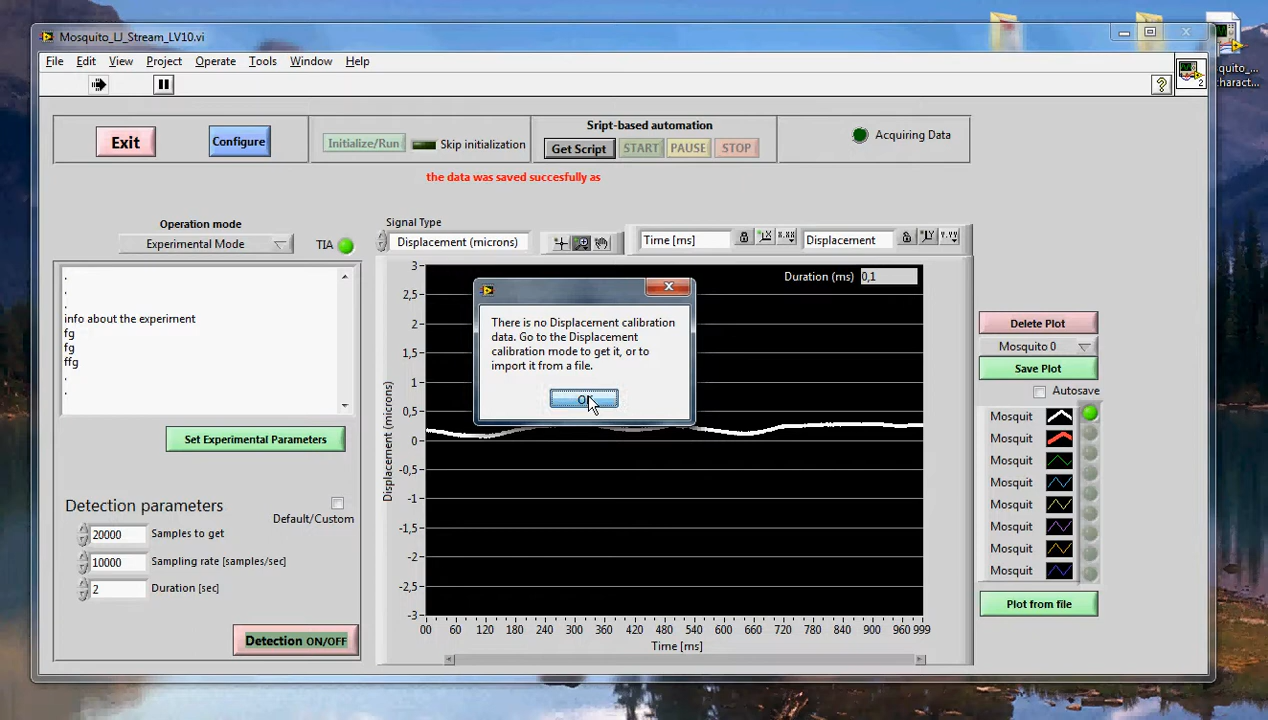 Mosquito_LJ_Stream_LV10.vi
File Edit View Project Operate Tools Window Help
Exit
Configure
Initialize/Run
Skip initialization
Sript-based automation
Get Script
START
PAUSE
STOP
Acquiring Data
the data was saved succesfully as
Operation mode
Experimental Mode
TIA
Signal Type
Displacement (microns)
Time [ms]
Displacement
.
.
.
info about the experiment
fg
fg
ffg
.
.
Set Experimental Parameters
Detection parameters
Default/Custom
20000 Samples to get
10000 Sampling rate [samples/sec]
2 Duration [sec]
Detection ON/OFF
Duration (ms) 0,1
Displacement (microns)
3
2,5
2
1,5
1
0,5
0
-0,5
-1
-1,5
-2
-2,5
-3
00 60 120 180 240 300 360 420 480 540 600 660 720 780 840 900 960 999
Time [ms]
There is no Displacement calibration
data. Go to the Displacement
calibration mode to get it, or to
import it from a file.
Delete Plot
Mosquito 0
Save Plot
Autosave
Mosquit
Mosquit
Mosquit
Mosquit
Mosquit
Mosquit
Mosquit
Mosquit
Plot from file
quito_...
charact...
2